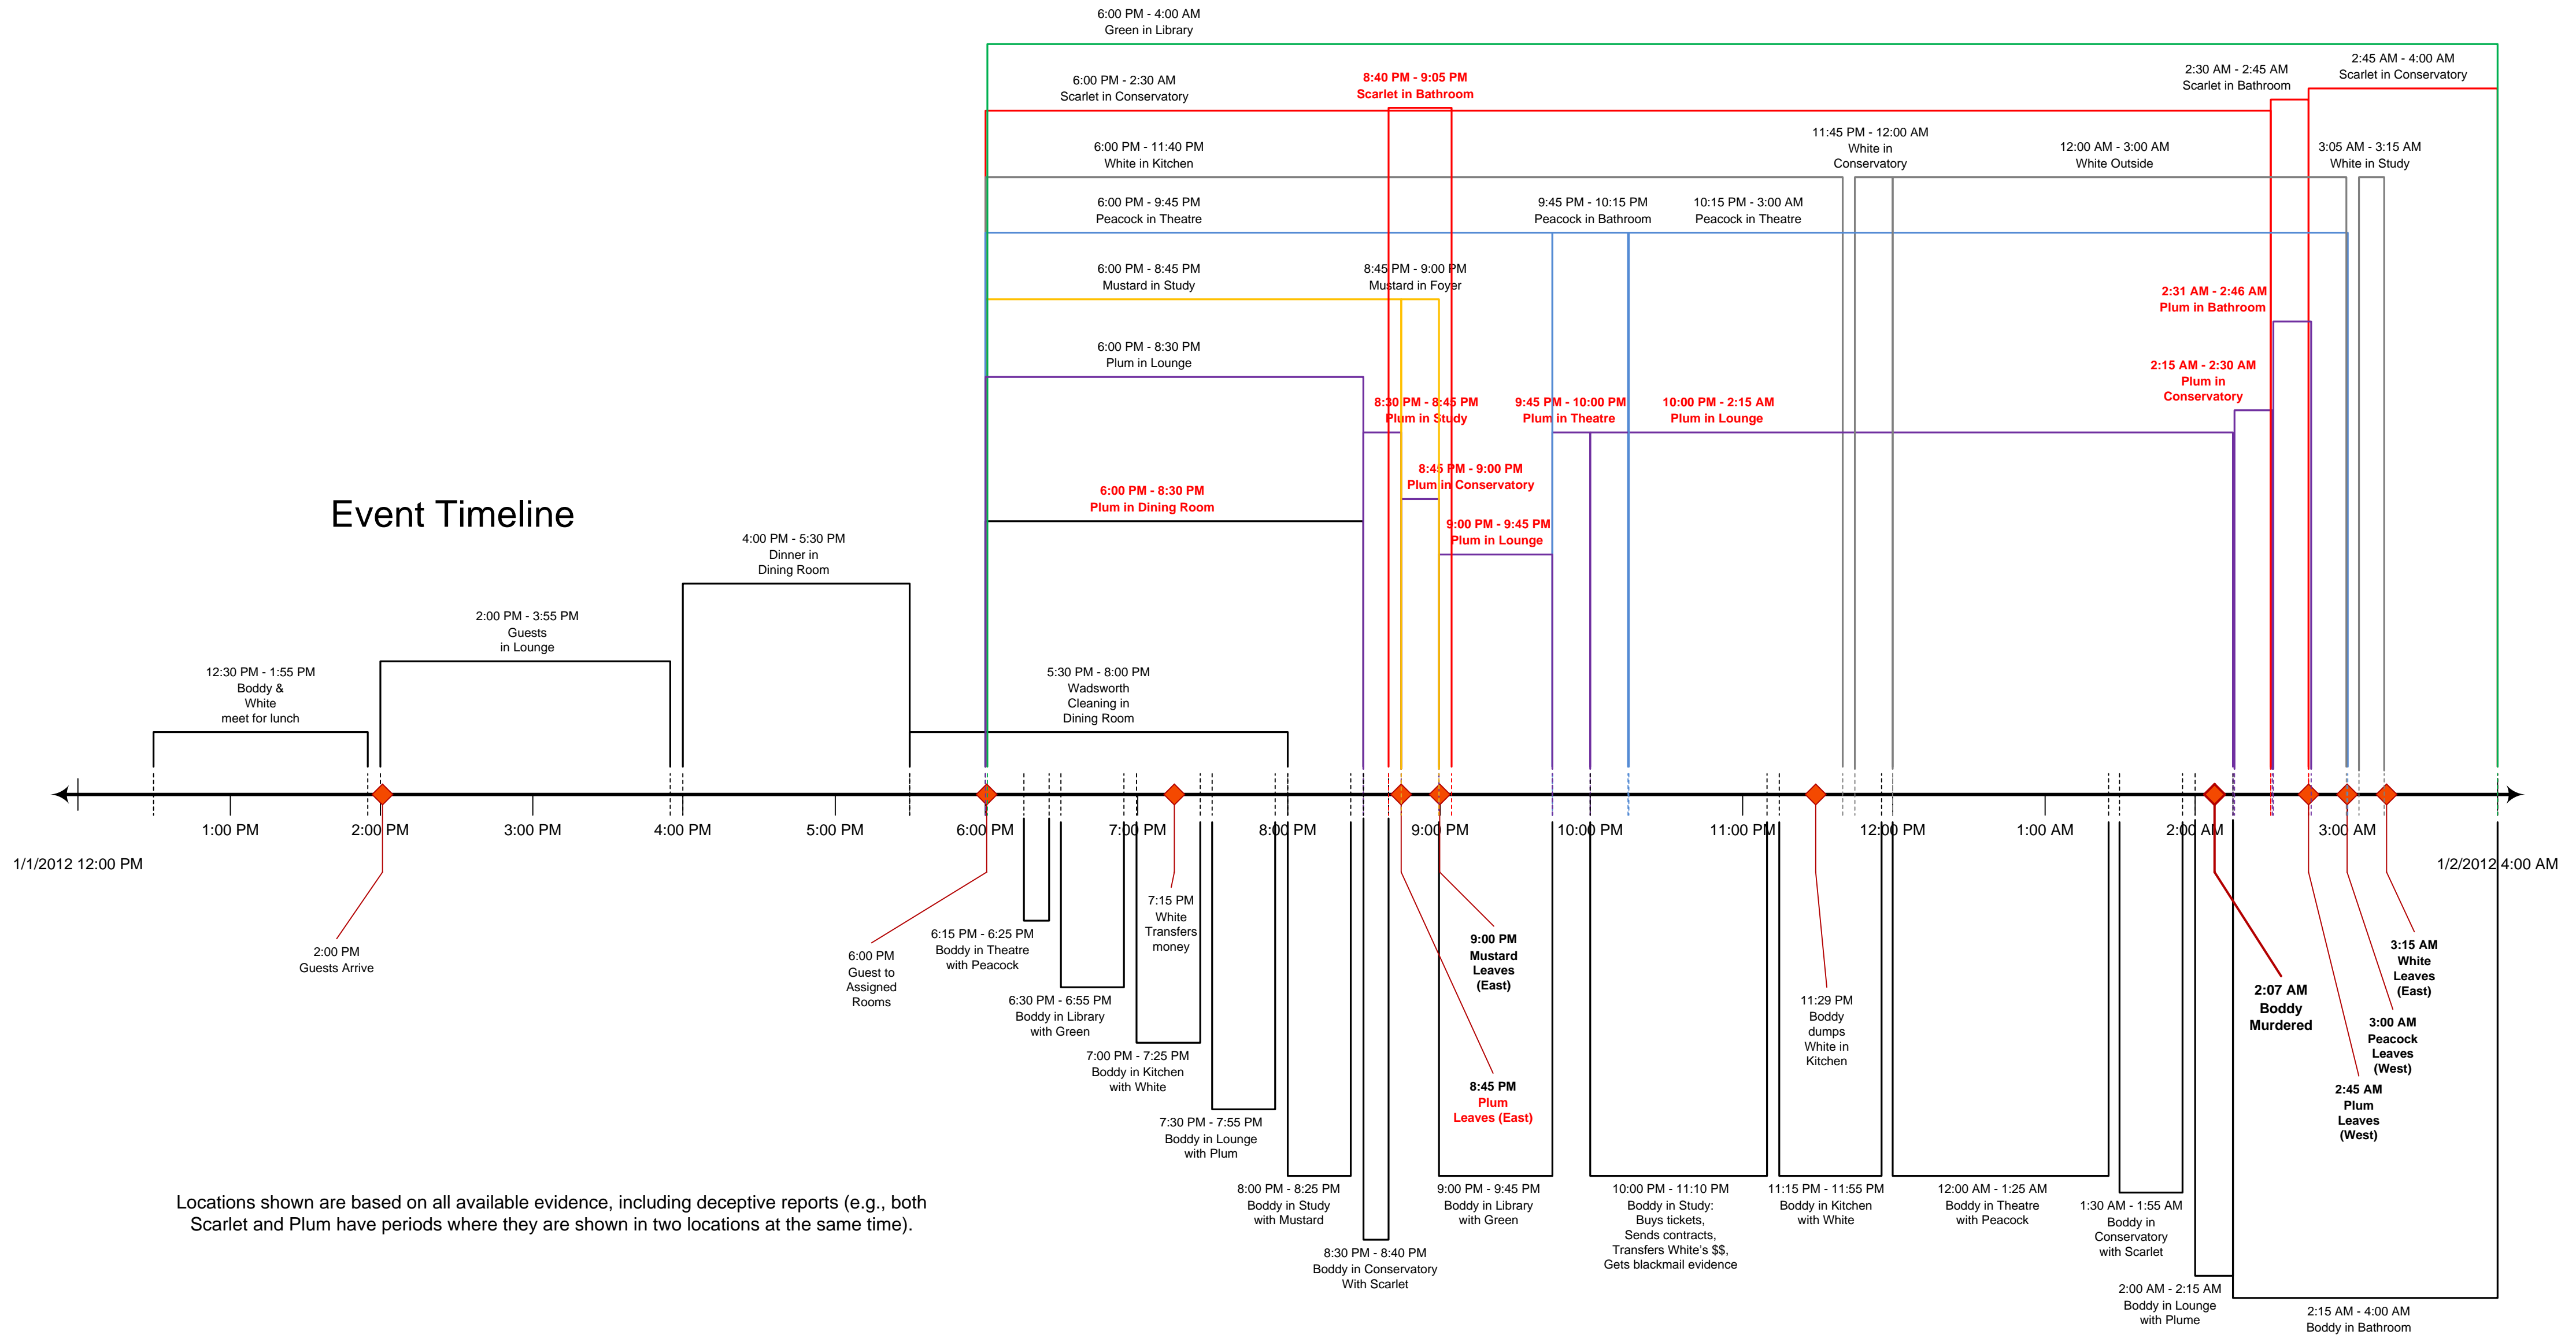 6:00 PM - 4:00 AM
Green in Library
2:45 AM - 4:00 AM
Scarlet in Conservatory
2:30 AM - 2:45 AM
Scarlet in Bathroom
6:00 PM - 2:30 AM
Scarlet in Conservatory
8:40 PM - 9:05 PM
Scarlet in Bathroom
11:45 PM - 12:00 AM
White in
Conservatory
6:00 PM - 11:40 PM
White in Kitchen
12:00 AM - 3:00 AM
White Outside
3:05 AM - 3:15 AM
White in Study
6:00 PM - 9:45 PM
Peacock in Theatre
9:45 PM - 10:15 PM
Peacock in Bathroom
10:15 PM - 3:00 AM
Peacock in Theatre
6:00 PM - 8:45 PM
Mustard in Study
8:45 PM - 9:00 PM
Mustard in Foyer
2:31 AM - 2:46 AM
Plum in Bathroom
6:00 PM - 8:30 PM
Plum in Lounge
2:15 AM - 2:30 AM
Plum in
Conservatory
8:30 PM - 8:45 PM
Plum in Study
9:45 PM - 10:00 PM
Plum in Theatre
10:00 PM - 2:15 AM
Plum in Lounge
8:45 PM - 9:00 PM
Plum in Conservatory
6:00 PM - 8:30 PM
Plum in Dining Room
9:00 PM - 9:45 PM
Plum in Lounge
Event Timeline
4:00 PM - 5:30 PM
Dinner in
Dining Room
2:00 PM - 3:55 PM
Guests
in Lounge
12:30 PM - 1:55 PM
Boddy &
White
meet for lunch
5:30 PM - 8:00 PM
Wadsworth
Cleaning in
Dining Room
1:00 PM
2:00 PM
3:00 PM
4:00 PM
5:00 PM
6:00 PM
7:00 PM
8:00 PM
9:00 PM
10:00 PM
11:00 PM
12:00 PM
1:00 AM
2:00 AM
3:00 AM
1/1/2012 12:00 PM
1/2/2012 4:00 AM
2:00 PM
Guests Arrive
6:00 PM
Guest to
Assigned
Rooms
6:15 PM - 6:25 PM
Boddy in Theatre
with Peacock
7:15 PM
White
Transfers
money
6:30 PM - 6:55 PM
Boddy in Library
with Green
7:00 PM - 7:25 PM
Boddy in Kitchen
with White
7:30 PM - 7:55 PM
Boddy in Lounge
with Plum
8:00 PM - 8:25 PM
Boddy in Study
with Mustard
8:30 PM - 8:40 PM
Boddy in Conservatory
With Scarlet
9:00 PM
Mustard
Leaves
(East)
8:45 PM
Plum
Leaves (East)
9:00 PM - 9:45 PM
Boddy in Library
with Green
10:00 PM - 11:10 PM
Boddy in Study:
Buys tickets,
Sends contracts,
Transfers White's $$,
Gets blackmail evidence
11:29 PM
Boddy
dumps
White in
Kitchen
11:15 PM - 11:55 PM
Boddy in Kitchen
with White
12:00 AM - 1:25 AM
Boddy in Theatre
with Peacock
1:30 AM - 1:55 AM
Boddy in
Conservatory
with Scarlet
2:00 AM - 2:15 AM
Boddy in Lounge
with Plume
2:15 AM - 4:00 AM
Boddy in Bathroom
2:07 AM
Boddy
Murdered
3:15 AM
White
Leaves
(East)
3:00 AM
Peacock
Leaves
(West)
2:45 AM
Plum
Leaves
(West)
Locations shown are based on all available evidence, including deceptive reports (e.g., both
Scarlet and Plum have periods where they are shown in two locations at the same time).